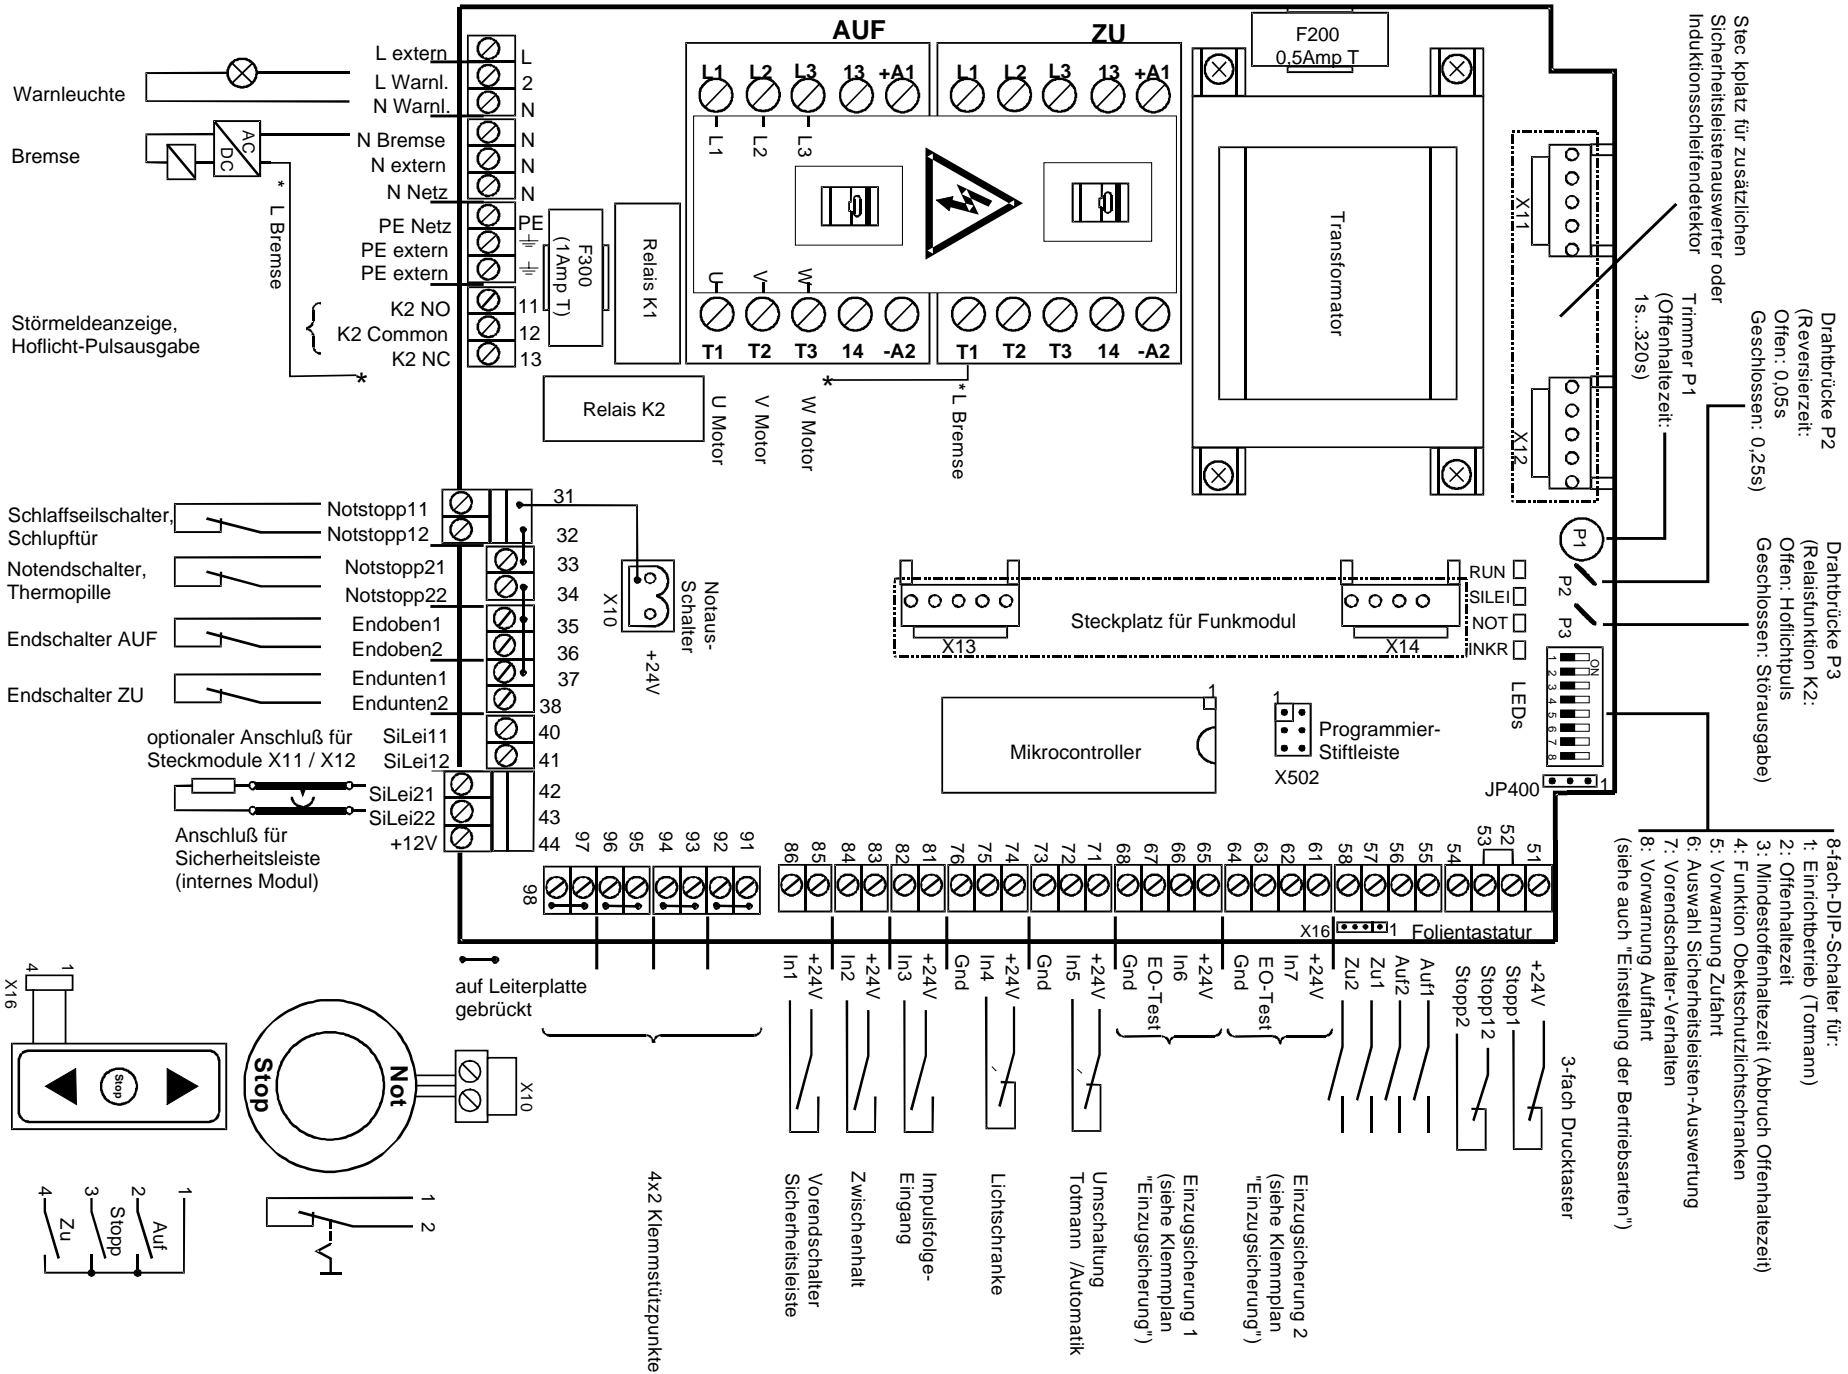 AUF
ZU
F200
0,5Amp T
L1
L2
L3
13
+A1
L1
L2
L3
13
+A1
L1
L2
L3
U
V
W
T1
T2
T3
14
-A2
T1
T2
T3
14
-A2
Transformator
Warnleuchte
Bremse
AC
DC
* L Bremse
Störmeldeanzeige,
Hoflicht-Pulsausgabe
*
L extern
L Warnl.
N Warnl.
N Bremse
N extern
N Netz
PE Netz
PE extern
PE extern
K2 NO
K2 Common
K2 NC
L
2
N
N
N
N
PE
11
12
13
F300
(1Amp T)
Relais K1
Relais K2
U Motor
V Motor
W Motor
*
* L Bremse
X11
X12
Stec kplatz für zusätzlichen
Sicherheitsleistenauswerter oder
Induktionsschleifendetektor
Trimmer P1
(Offenhaltezeit:
1s...320s)
Drahtbrücke P2
(Reversierzeit:
Offen: 0,05s
Geschlossen: 0,25s)
Drahtbrücke P3
(Relaisfunktion K2:
Offen: Hoflichtpuls
Geschlossen: Störausgabe)
P1
P2
P3
Schlaffseilschalter,
Schlupftür
Notendschalter,
Thermopille
Endschalter AUF
Endschalter ZU
optionaler Anschluß für
Steckmodule X11 / X12
Anschluß für
Sicherheitsleiste
(internes Modul)
Notstopp11
Notstopp12
Notstopp21
Notstopp22
Endoben1
Endoben2
Endunten1
Endunten2
SiLei11
SiLei12
SiLei21
SiLei22
+12V
31
32
33
34
35
36
37
38
40
41
42
43
44
X10
Notaus-
Schalter
+24V
X13
Steckplatz für Funkmodul
X14
RUN
SILEI
NOT
INKR
LEDs
ON
1
2
3
4
5
6
7
8
Mikrocontroller
1
1
Programmier-
Stiftleiste
X502
JP400
1
8-fach-DIP-Schalter für:
1: Einrichtbetrieb (Totmann)
2: Offenhaltezeit
3: Mindestoffenhaltezeit (Abbruch Offenhaltezeit)
4: Funktion Obektschutzlichtschranken
5: Vorwarnung Zufahrt
6: Auswahl Sicherheitsleisten-Auswertung
7: Vorendschalter-Verhalten
8: Vorwarnung Auffahrt
(siehe auch "Einstellung der Bertriebsarten")
98
97
96
95
94
93
92
91
86
85
84
83
82
81
76
75
74
73
72
71
68
67
66
65
64
63
62
61
58
57
56
55
54
53
52
51
X16
1
Folientastatur
auf Leiterplatte
gebrückt
In1
+24V
In2
+24V
In3
+24V
Gnd
In4
+24V
Gnd
In5
+24V
Gnd
EO-Test
In6
+24V
Gnd
EO-Test
In7
+24V
Zu2
Zu1
Auf2
Auf1
Stopp2
Stopp12
Stopp1
+24V
3-fach Drucktaster
4x2 Klemmstützpunkte
Vorendschalter
Sicherheitsleiste
Zwischenhalt
Impulsfolge-
Eingang
Lichtschranke
Umschaltung
Totmann /Automatik
Einzugsicherung 1
(siehe Klemmplan
"Einzugsicherung")
Einzugsicherung 2
(siehe Klemmplan
"Einzugsicherung")
X16
4
1
Stop
Not
Stop
X10
4
3
2
1
Zu
Stopp
Auf
1
2